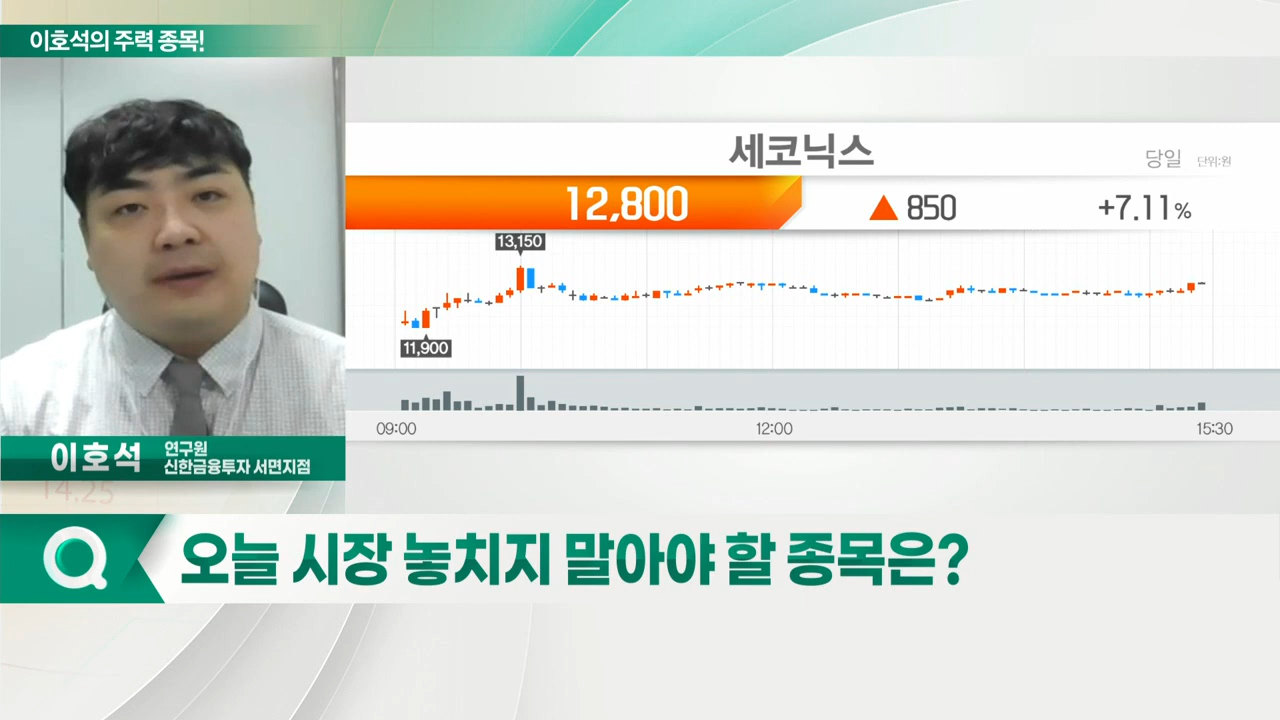 이호석의 주력 종목!
세코닉스
당일 단위:원
12,800 ▲ 850 +7.11%
13,150
11,900
09:00 12:00 15:30
이호석 연구원
신한금융투자 서면지점
14.25
오늘 시장 놓치지 말아야 할 종목은?